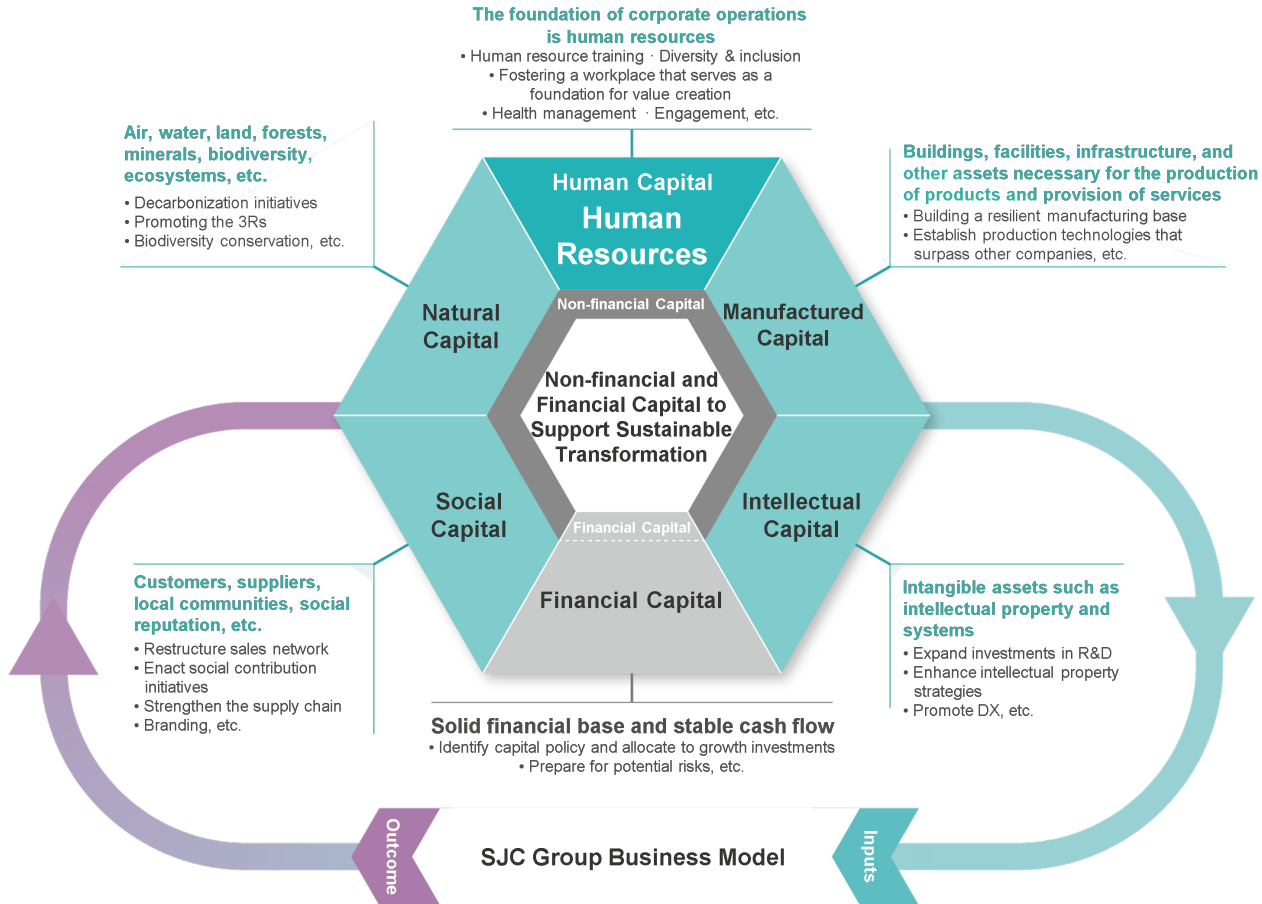 The foundation of corporate operations
is human resources
• Human resource training · Diversity & inclusion
• Fostering a workplace that serves as a
foundation for value creation
• Health management · Engagement, etc.
Air, water, land, forests,
minerals, biodiversity,
ecosystems, etc.
• Decarbonization initiatives
• Promoting the 3Rs
• Biodiversity conservation, etc.
Buildings, facilities, infrastructure, and
other assets necessary for the production
of products and provision of services
• Building a resilient manufacturing base
• Establish production technologies that
surpass other companies, etc.
Human Capital
Human
Resources
Non-financial Capital
Natural
Capital
Manufactured
Capital
Non-financial and
Financial Capital to
Support Sustainable
Transformation
Social
Capital
Intellectual
Capital
Financial Capital
Financial Capital
Customers, suppliers,
local communities, social
reputation, etc.
• Restructure sales network
• Enact social contribution
initiatives
• Strengthen the supply chain
• Branding, etc.
Intangible assets such as
intellectual property and
systems
• Expand investments in R&D
• Enhance intellectual property
strategies
• Promote DX, etc.
Solid financial base and stable cash flow
• Identify capital policy and allocate to growth investments
• Prepare for potential risks, etc.
Outcome
SJC Group Business Model
Inputs